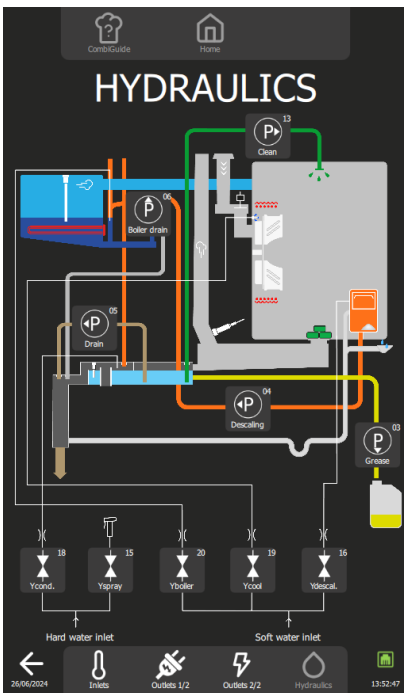 CombiGuide
Home
HYDRAULICS
13
P
Clean
06
P
Boiler drain
05
P
Drain
04
P
Descaling
03
P
Grease
18
Ycond.
15
Yspray
20
Yboiler
19
Ycool
16
Ydescal.
Hard water inlet
Soft water inlet
26/06/2024
Inlets
Outlets 1/2
Outlets 2/2
Hydraulics
13:52:47